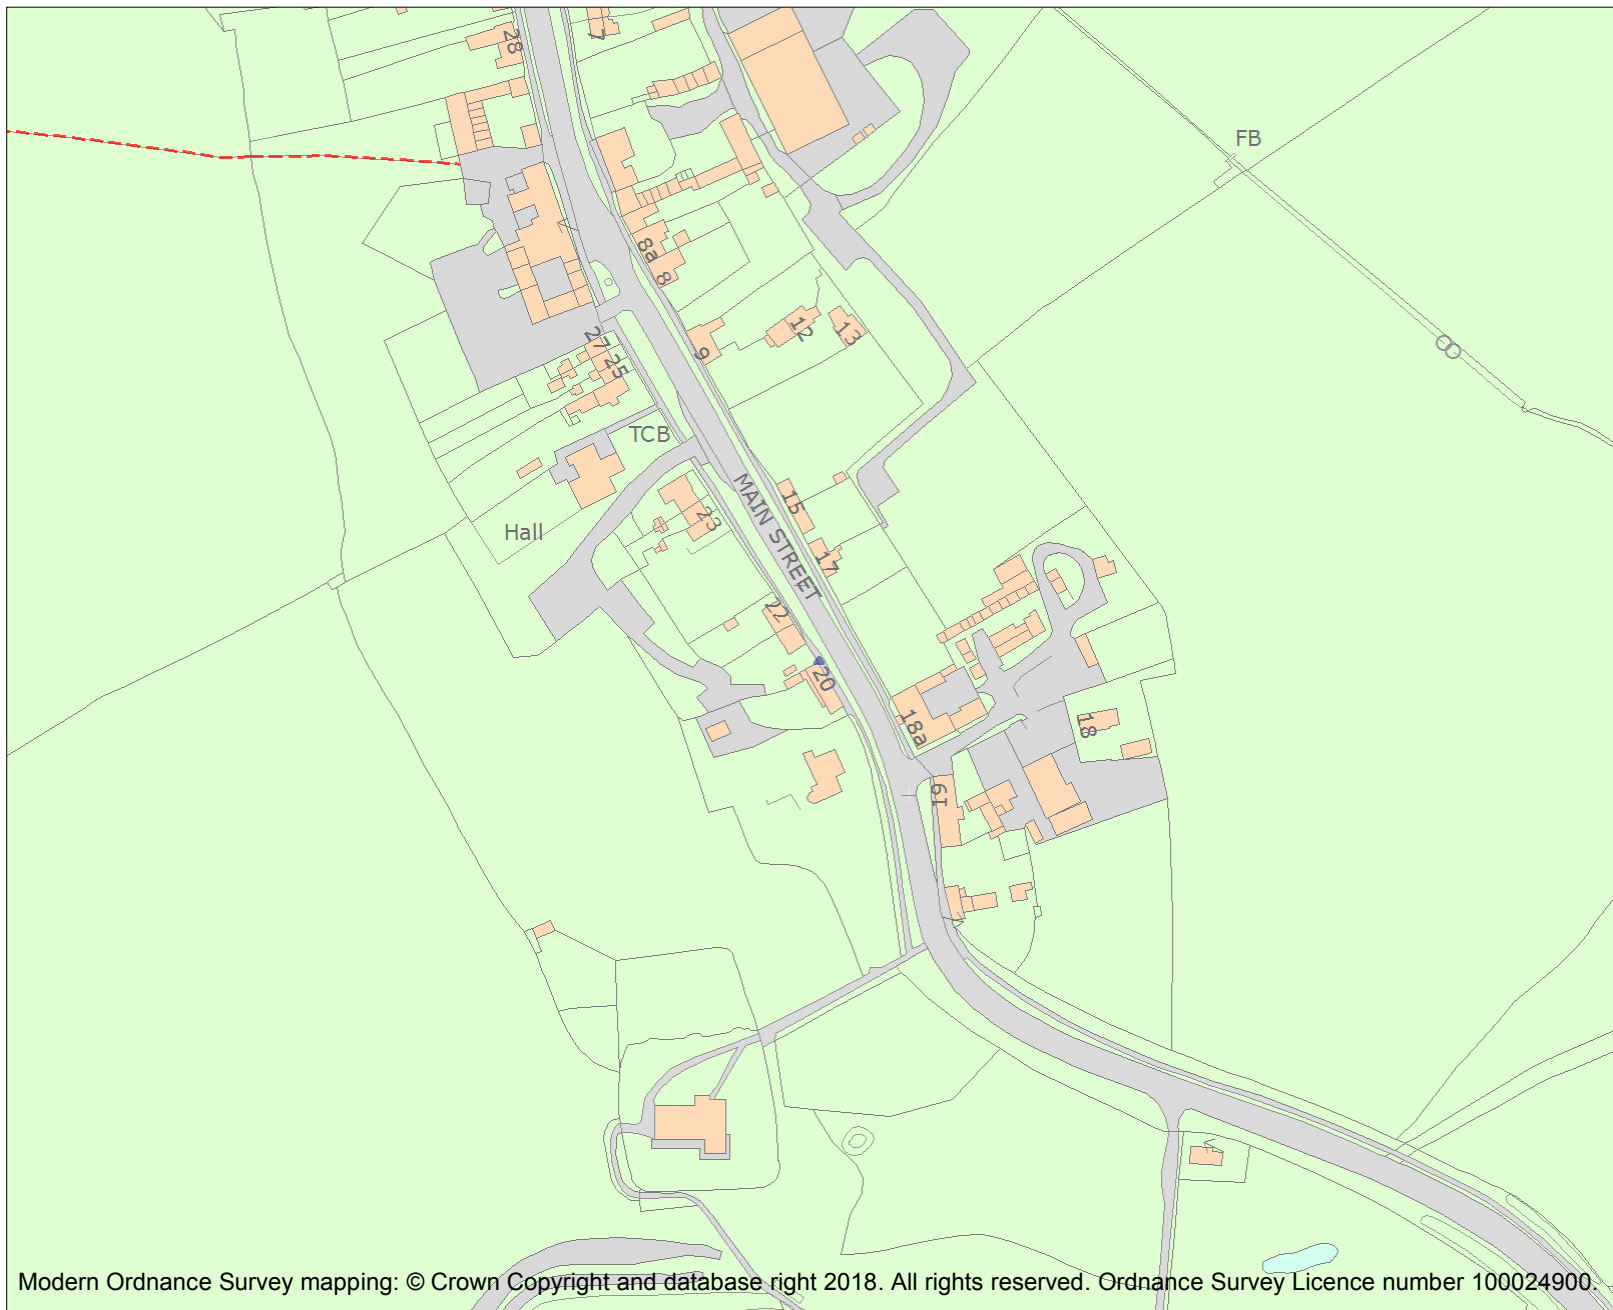 7
28
FB
8a
8
27
25
9
12
13
TCB
Hall
23
MAIN STREET
15
17
22
20
18a
18
19
Modern Ordnance Survey mapping: © Crown Copyright and database right 2018. All rights reserved. Ordnance Survey Licence number 100024900.